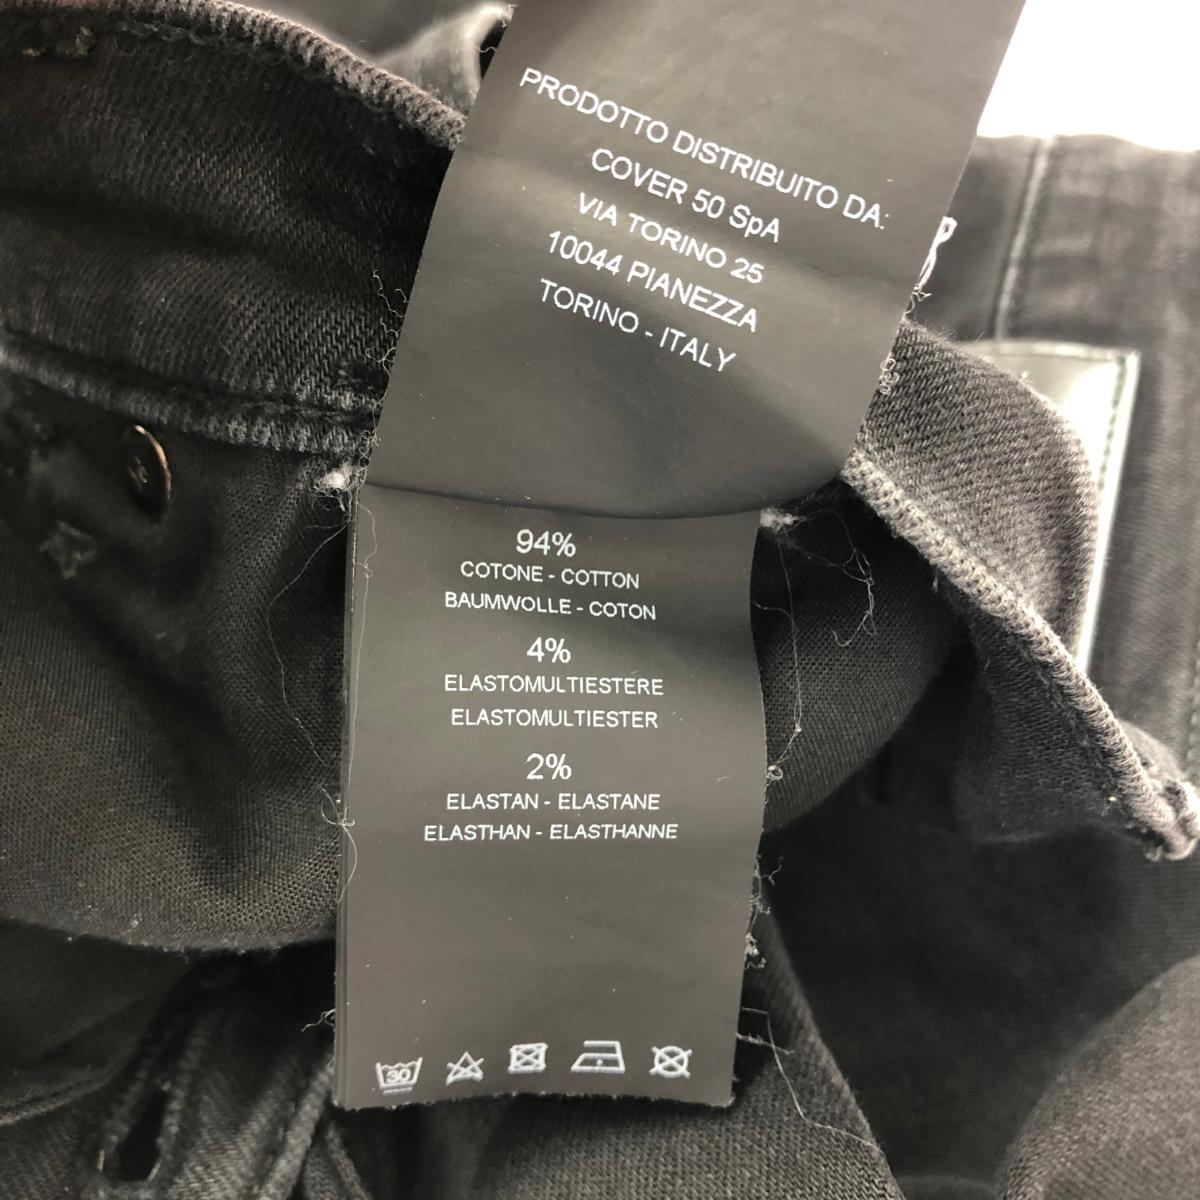 PRODOTTO DISTRIBUITO DA:
COVER 50 SpA
VIA TORINO 25
10044 PIANEZZA
TORINO - ITALY
94%
COTONE - COTTON
BAUMWOLLE - COTON
4%
ELASTOMULTIESTERE
ELASTOMULTIESTER
2%
ELASTAN - ELASTANE
ELASTHAN - ELASTHANNE
30